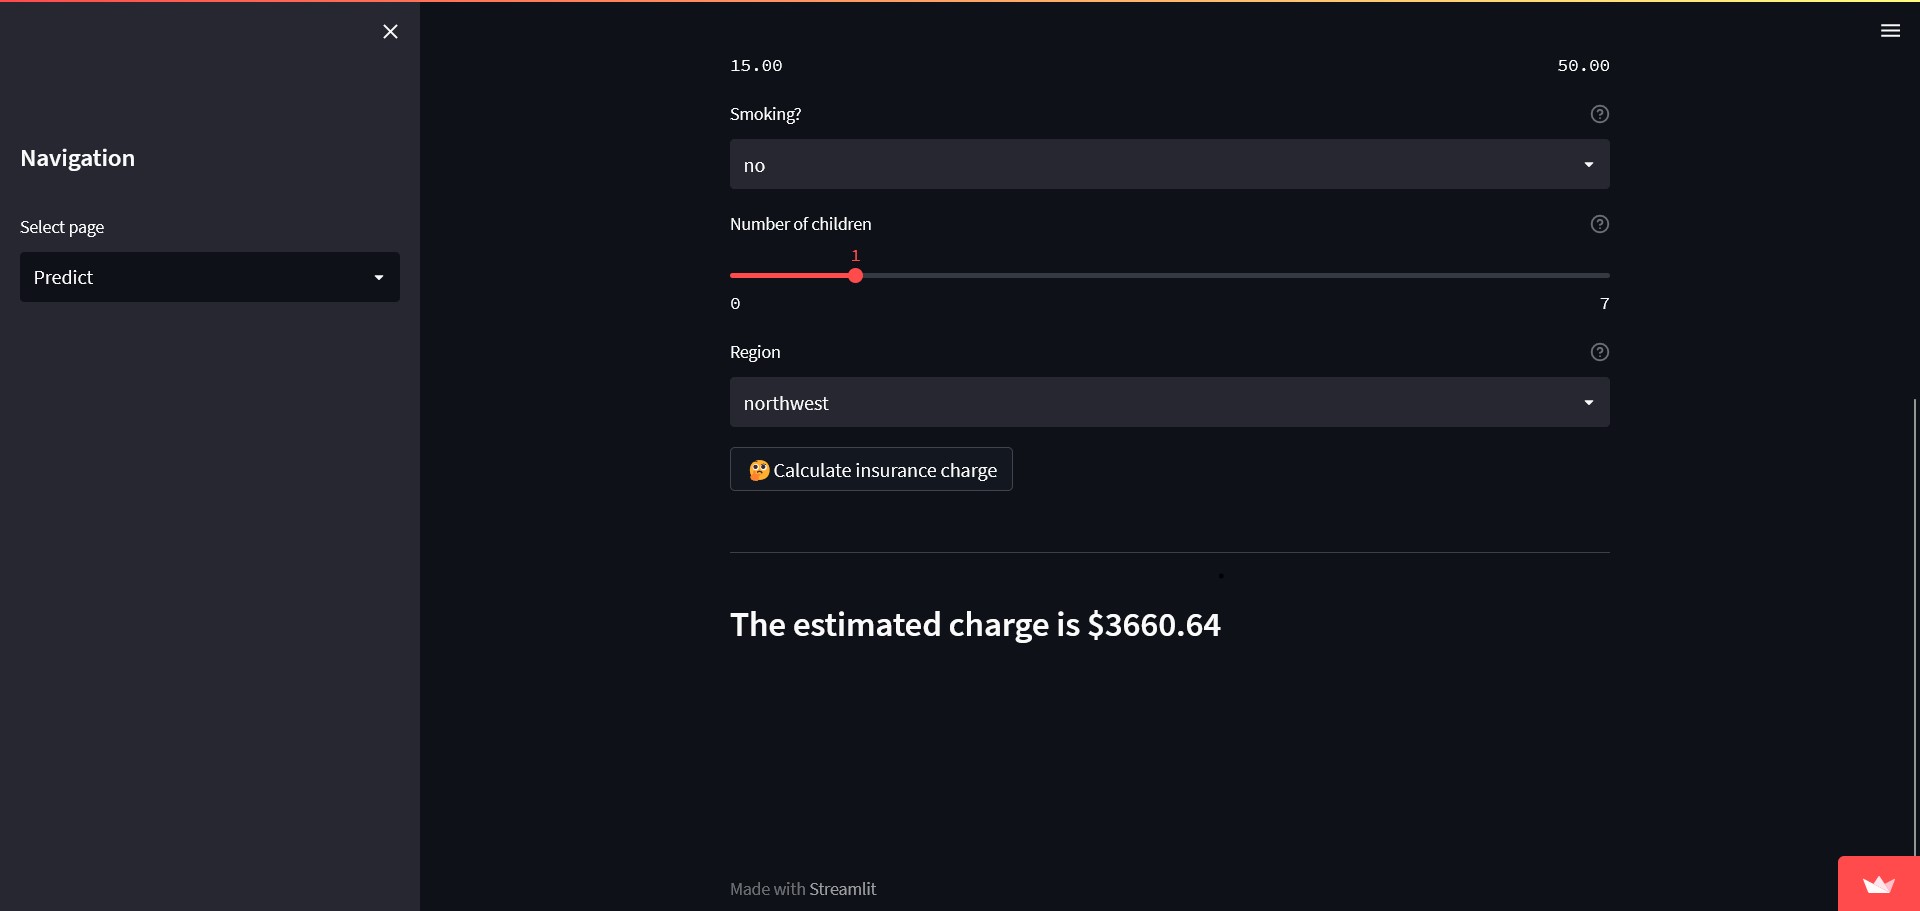 Navigation
Select page
Predict
15.00 50.00
Smoking?
no
Number of children
1
0 7
Region
northwest
🤔Calculate insurance charge
The estimated charge is $3660.64
Made with Streamlit